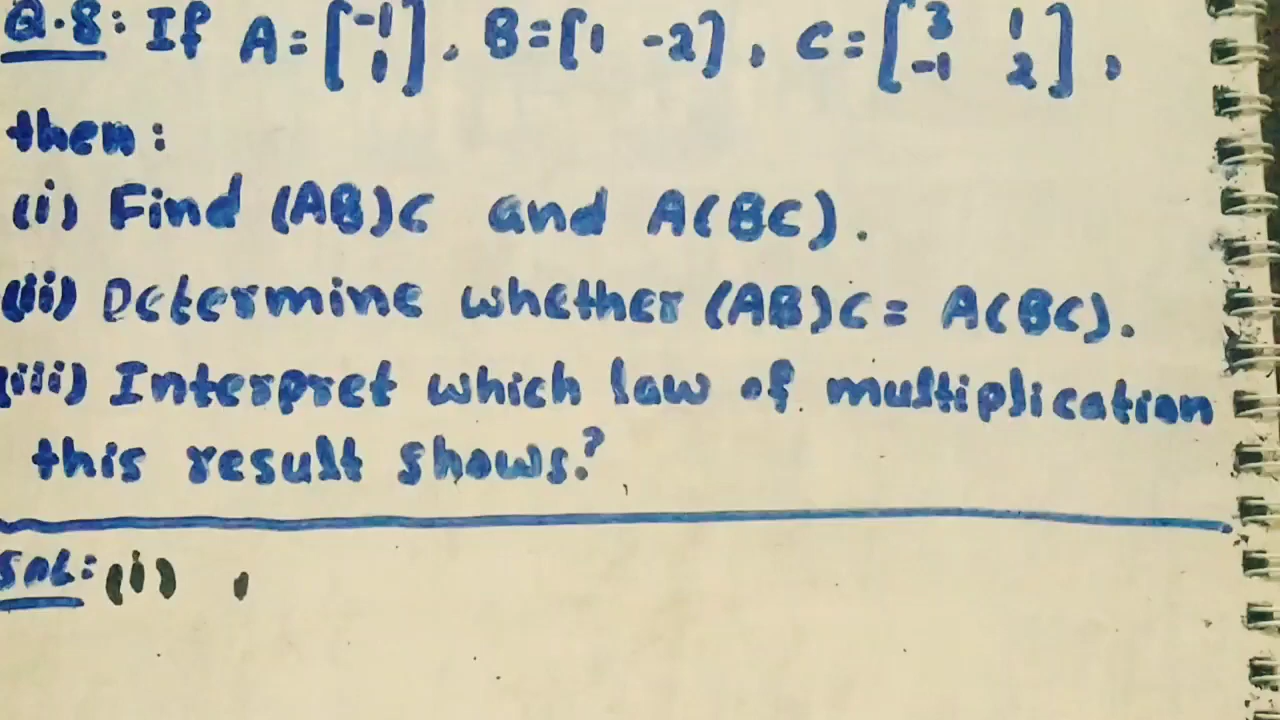 Q.8: If A=[-1 1], B=[1 -2], C=[3 1 -1 2],
then:
(i) Find (AB)C and A(BC).
(ii) Determine whether (AB)C = A(BC).
(iii) Interpret which law of multiplication
this result shows?
Sol: (i)